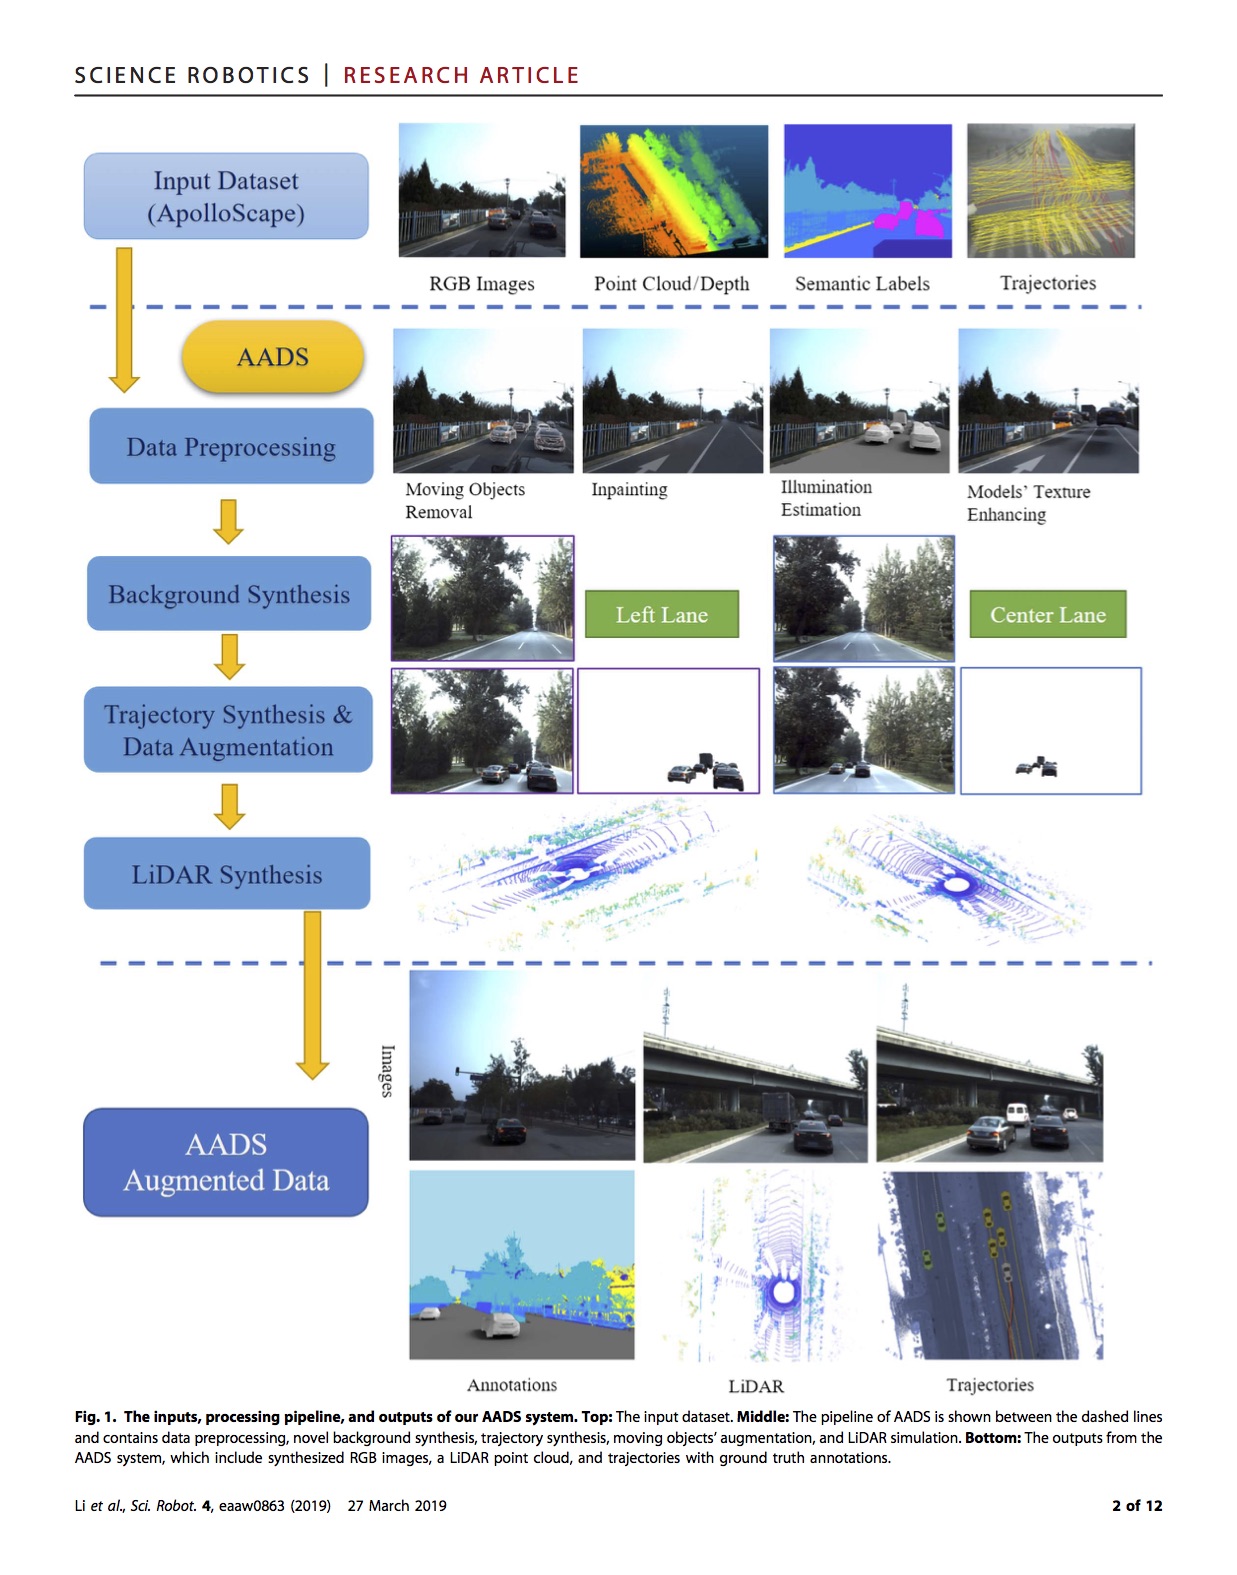 SCIENCE ROBOTICS | RESEARCH ARTICLE
Input Dataset
(ApolloScape)
RGB Images
Point Cloud/Depth
Semantic Labels
Trajectories
AADS
Data Preprocessing
Moving Objects
Removal
Inpainting
Illumination
Estimation
Models' Texture
Enhancing
Background Synthesis
Left Lane
Center Lane
Trajectory Synthesis &
Data Augmentation
LiDAR Synthesis
Images
AADS
Augmented Data
Annotations
LiDAR
Trajectories
Fig. 1. The inputs, processing pipeline, and outputs of our AADS system. Top: The input dataset. Middle: The pipeline of AADS is shown between the dashed lines
and contains data preprocessing, novel background synthesis, trajectory synthesis, moving objects' augmentation, and LiDAR simulation. Bottom: The outputs from the
AADS system, which include synthesized RGB images, a LiDAR point cloud, and trajectories with ground truth annotations.
Li et al., Sci. Robot. 4, eaaw0863 (2019) 27 March 2019
2 of 12